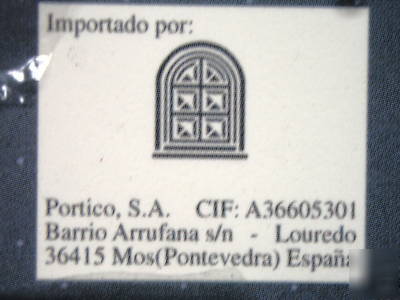 Importado por:
Portico, S.A. CIF: A36605301
Barrio Arrufana s/n - Louredo
36415 Mos(Pontevedra) España